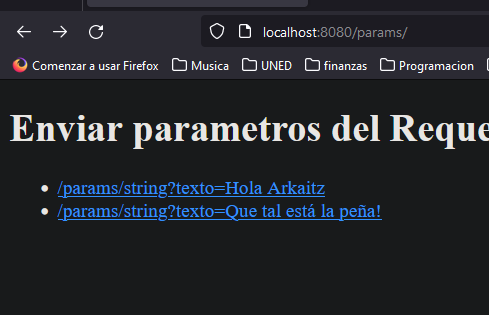 localhost:8080/params/
Comenzar a usar Firefox Musica UNED finanzas Programacion
Enviar parametros del Reque
/params/string?texto=Hola Arkaitz
/params/string?texto=Que tal está la peña!